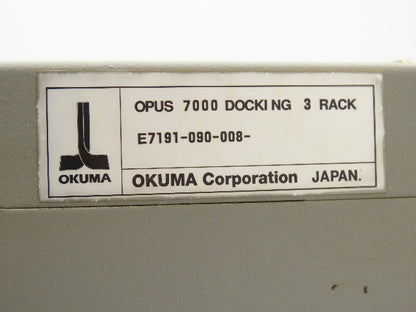 OPUS 7000 DOCKING 3 RACK
E7191-090-008-
OKUMA
OKUMA Corporation JAPAN.